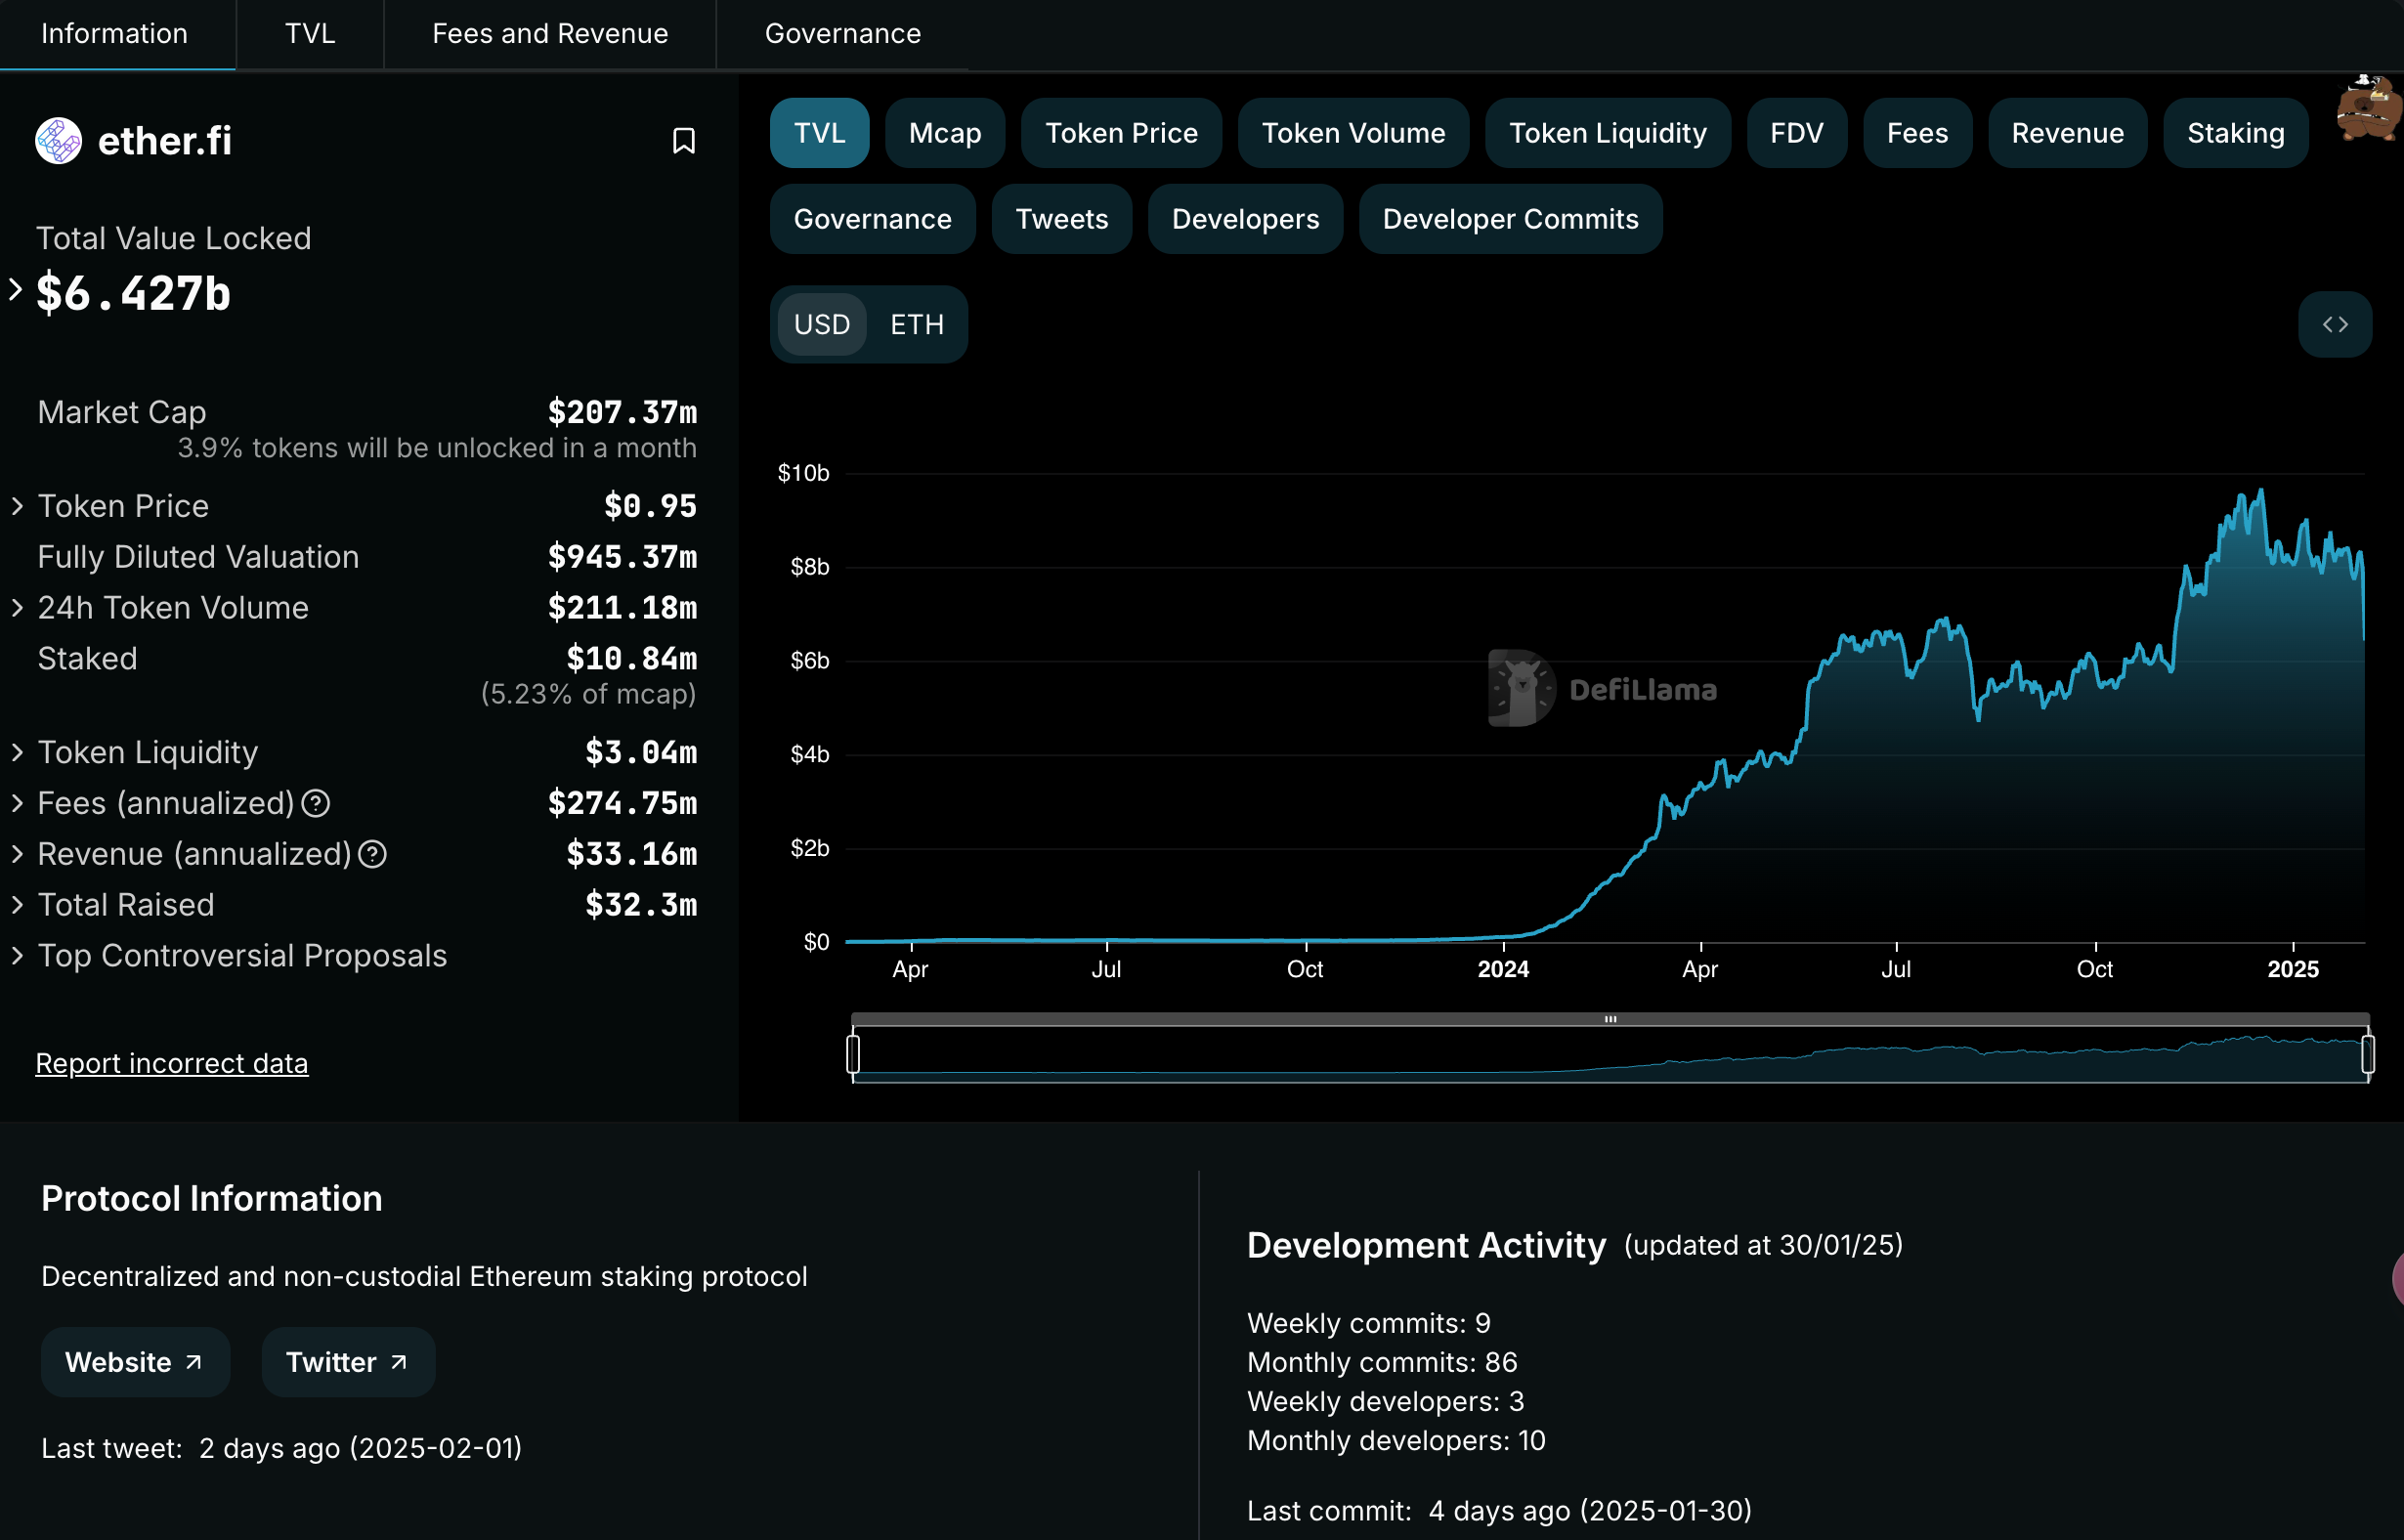 Information TVL Fees and Revenue Governance
ether.fi
Total Value Locked
$6.427b
Market Cap $207.37m
3.9% tokens will be unlocked in a month
Token Price $0.95
Fully Diluted Valuation $945.37m
24h Token Volume $211.18m
Staked $10.84m
(5.23% of mcap)
Token Liquidity $3.04m
Fees (annualized) $274.75m
Revenue (annualized) $33.16m
Total Raised $32.3m
Top Controversial Proposals
Report incorrect data
TVL Mcap Token Price Token Volume Token Liquidity FDV Fees Revenue Staking
Governance Tweets Developers Developer Commits
USD ETH
$10b
$8b
$6b
$4b
$2b
$0
DefiLlama
Apr Jul Oct 2024 Apr Jul Oct 2025
Protocol Information
Decentralized and non-custodial Ethereum staking protocol
Website Twitter
Last tweet: 2 days ago (2025-02-01)
Development Activity (updated at 30/01/25)
Weekly commits: 9
Monthly commits: 86
Weekly developers: 3
Monthly developers: 10
Last commit: 4 days ago (2025-01-30)